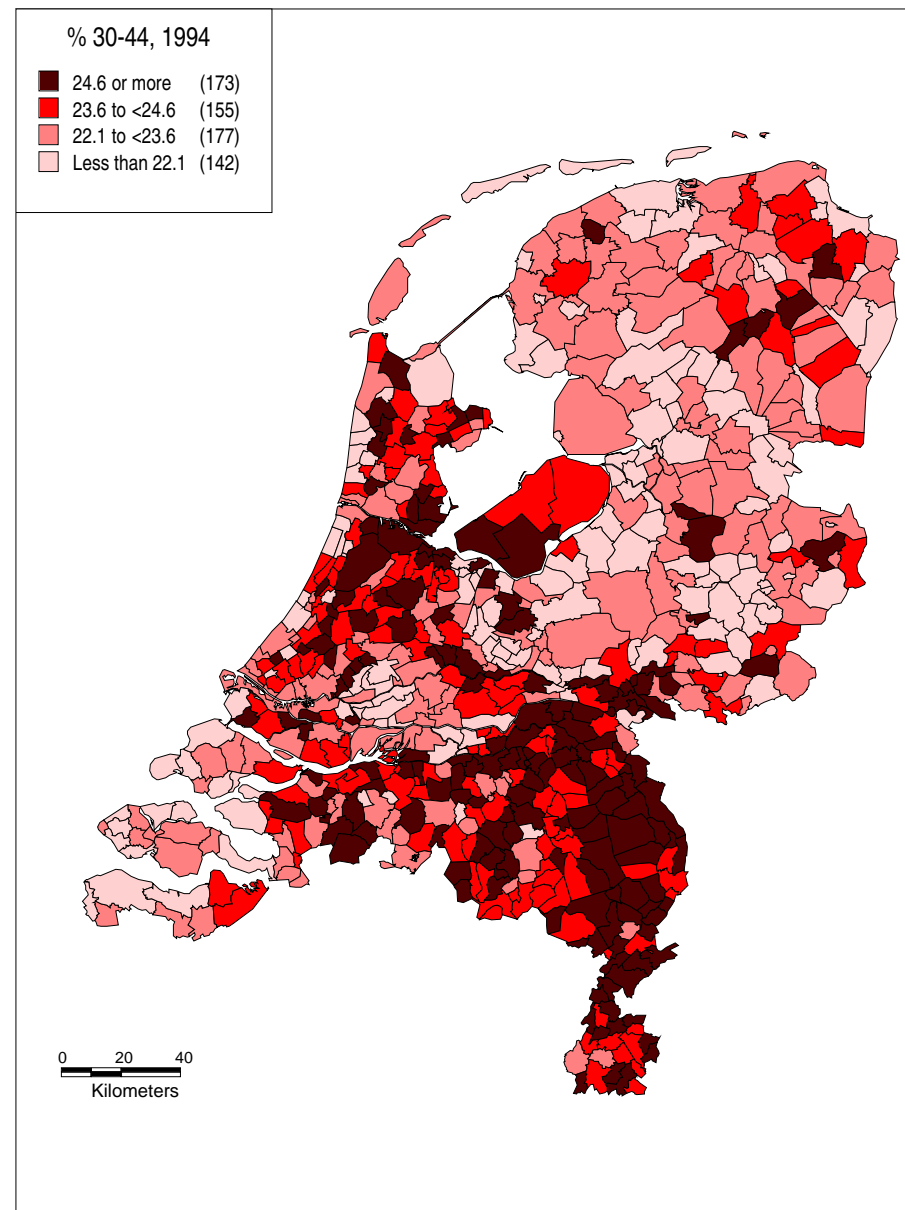 % 30-44, 1994
24.6 or more (173)
23.6 to <24.6 (155)
22.1 to <23.6 (177)
Less than 22.1 (142)
0 20 40
Kilometers